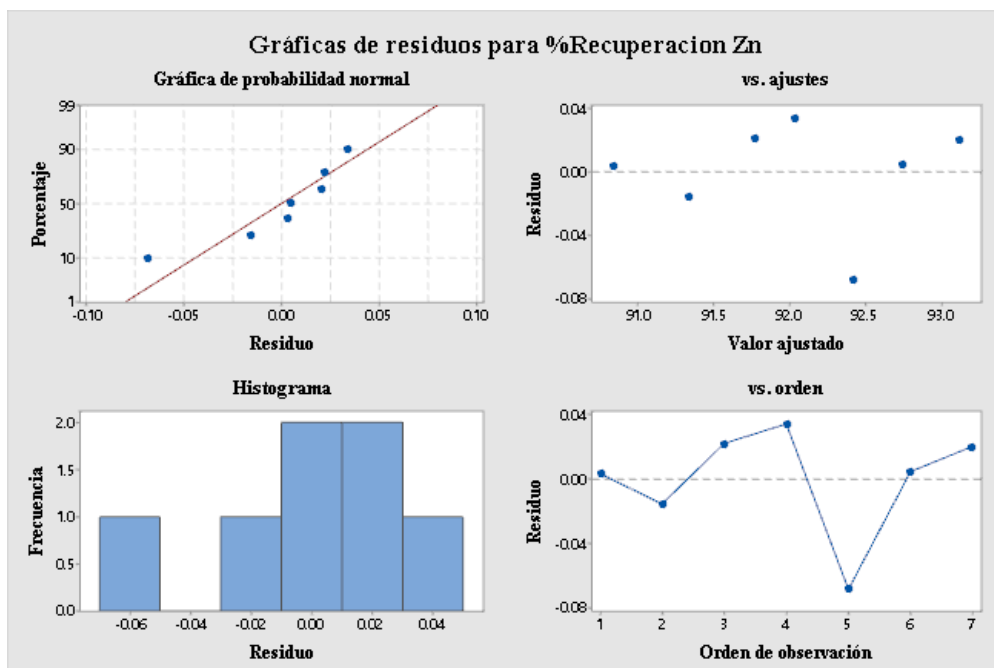 Gráficas de residuos para %Recuperacion Zn
Gráfica de probabilidad normal
99
90
50
10
1
Porcentaje
-0.10 -0.05 0.00 0.05 0.10
Residuo
vs. ajustes
0.04
0.00
-0.04
-0.08
Residuo
91.0 91.5 92.0 92.5 93.0
Valor ajustado
Histograma
2.0
1.5
1.0
0.5
0.0
Frecuencia
-0.06 -0.04 -0.02 0.00 0.02 0.04
Residuo
vs. orden
0.04
0.00
-0.04
-0.08
Residuo
1 2 3 4 5 6 7
Orden de observación